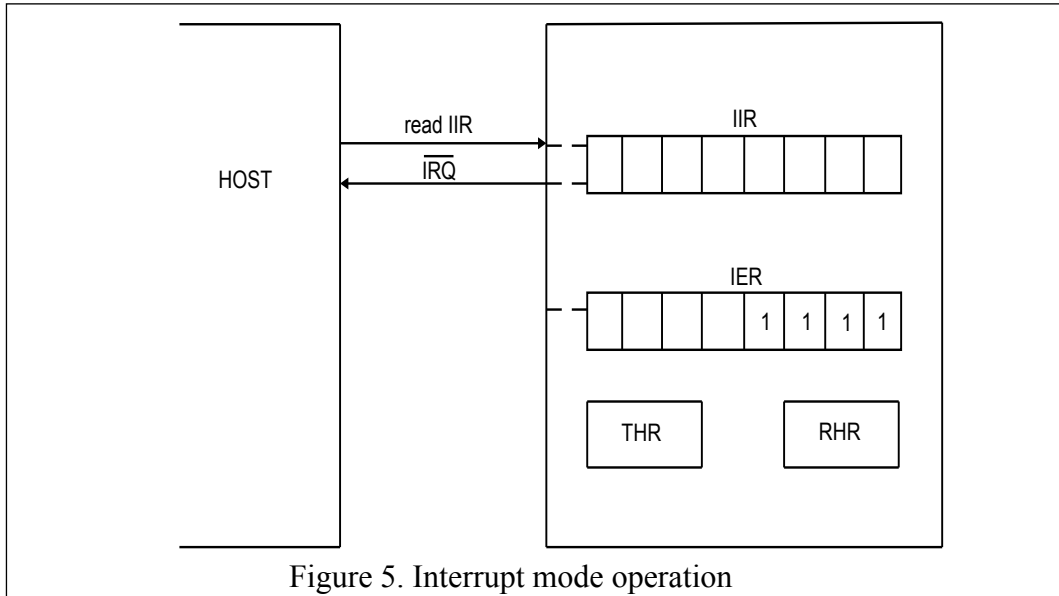 read IIR
IIR
HOST
IRQ
IER
1 1 1 1
THR RHR
Figure 5. Interrupt mode operation